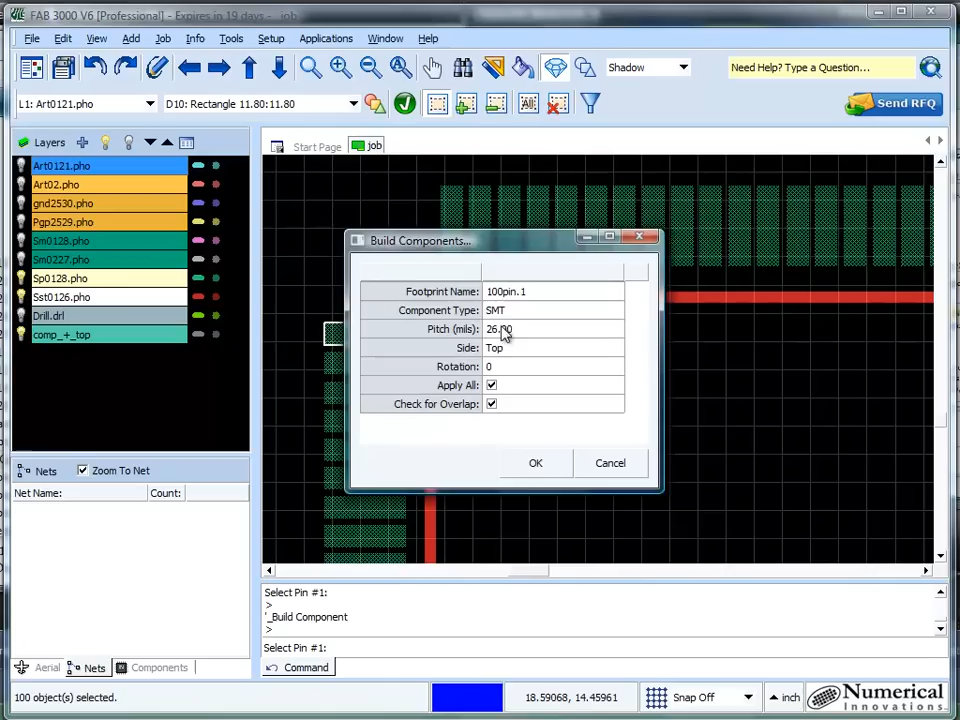 FAB 3000 V6 [Professional] - Expires in 19 days - job
File Edit View Add Job Info Tools Setup Applications Window Help
Shadow
Need Help? Type a Question...
L1: Art0121.pho
D10: Rectangle 11.80:11.80
All
Send RFQ
Layers
Start Page
job
Art0121.pho
Art02.pho
gnd2530.pho
Pgp2529.pho
Sm0128.pho
Sm0227.pho
Sp0128.pho
Sst0126.pho
Drill.drl
comp_+_top
Build Components...
Footprint Name: 100pin.1
Component Type: SMT
Pitch (mils): 26.00
Side: Top
Rotation: 0
Apply All:
Check for Overlap:
OK
Cancel
Nets
Zoom To Net
Net Name:
Count:
Select Pin #1:
>
'_Build Component
>
Select Pin #1:
Aerial
Nets
Components
Command
100 object(s) selected.
18.59068, 14.45961
Snap Off
inch
Numerical
Innovations